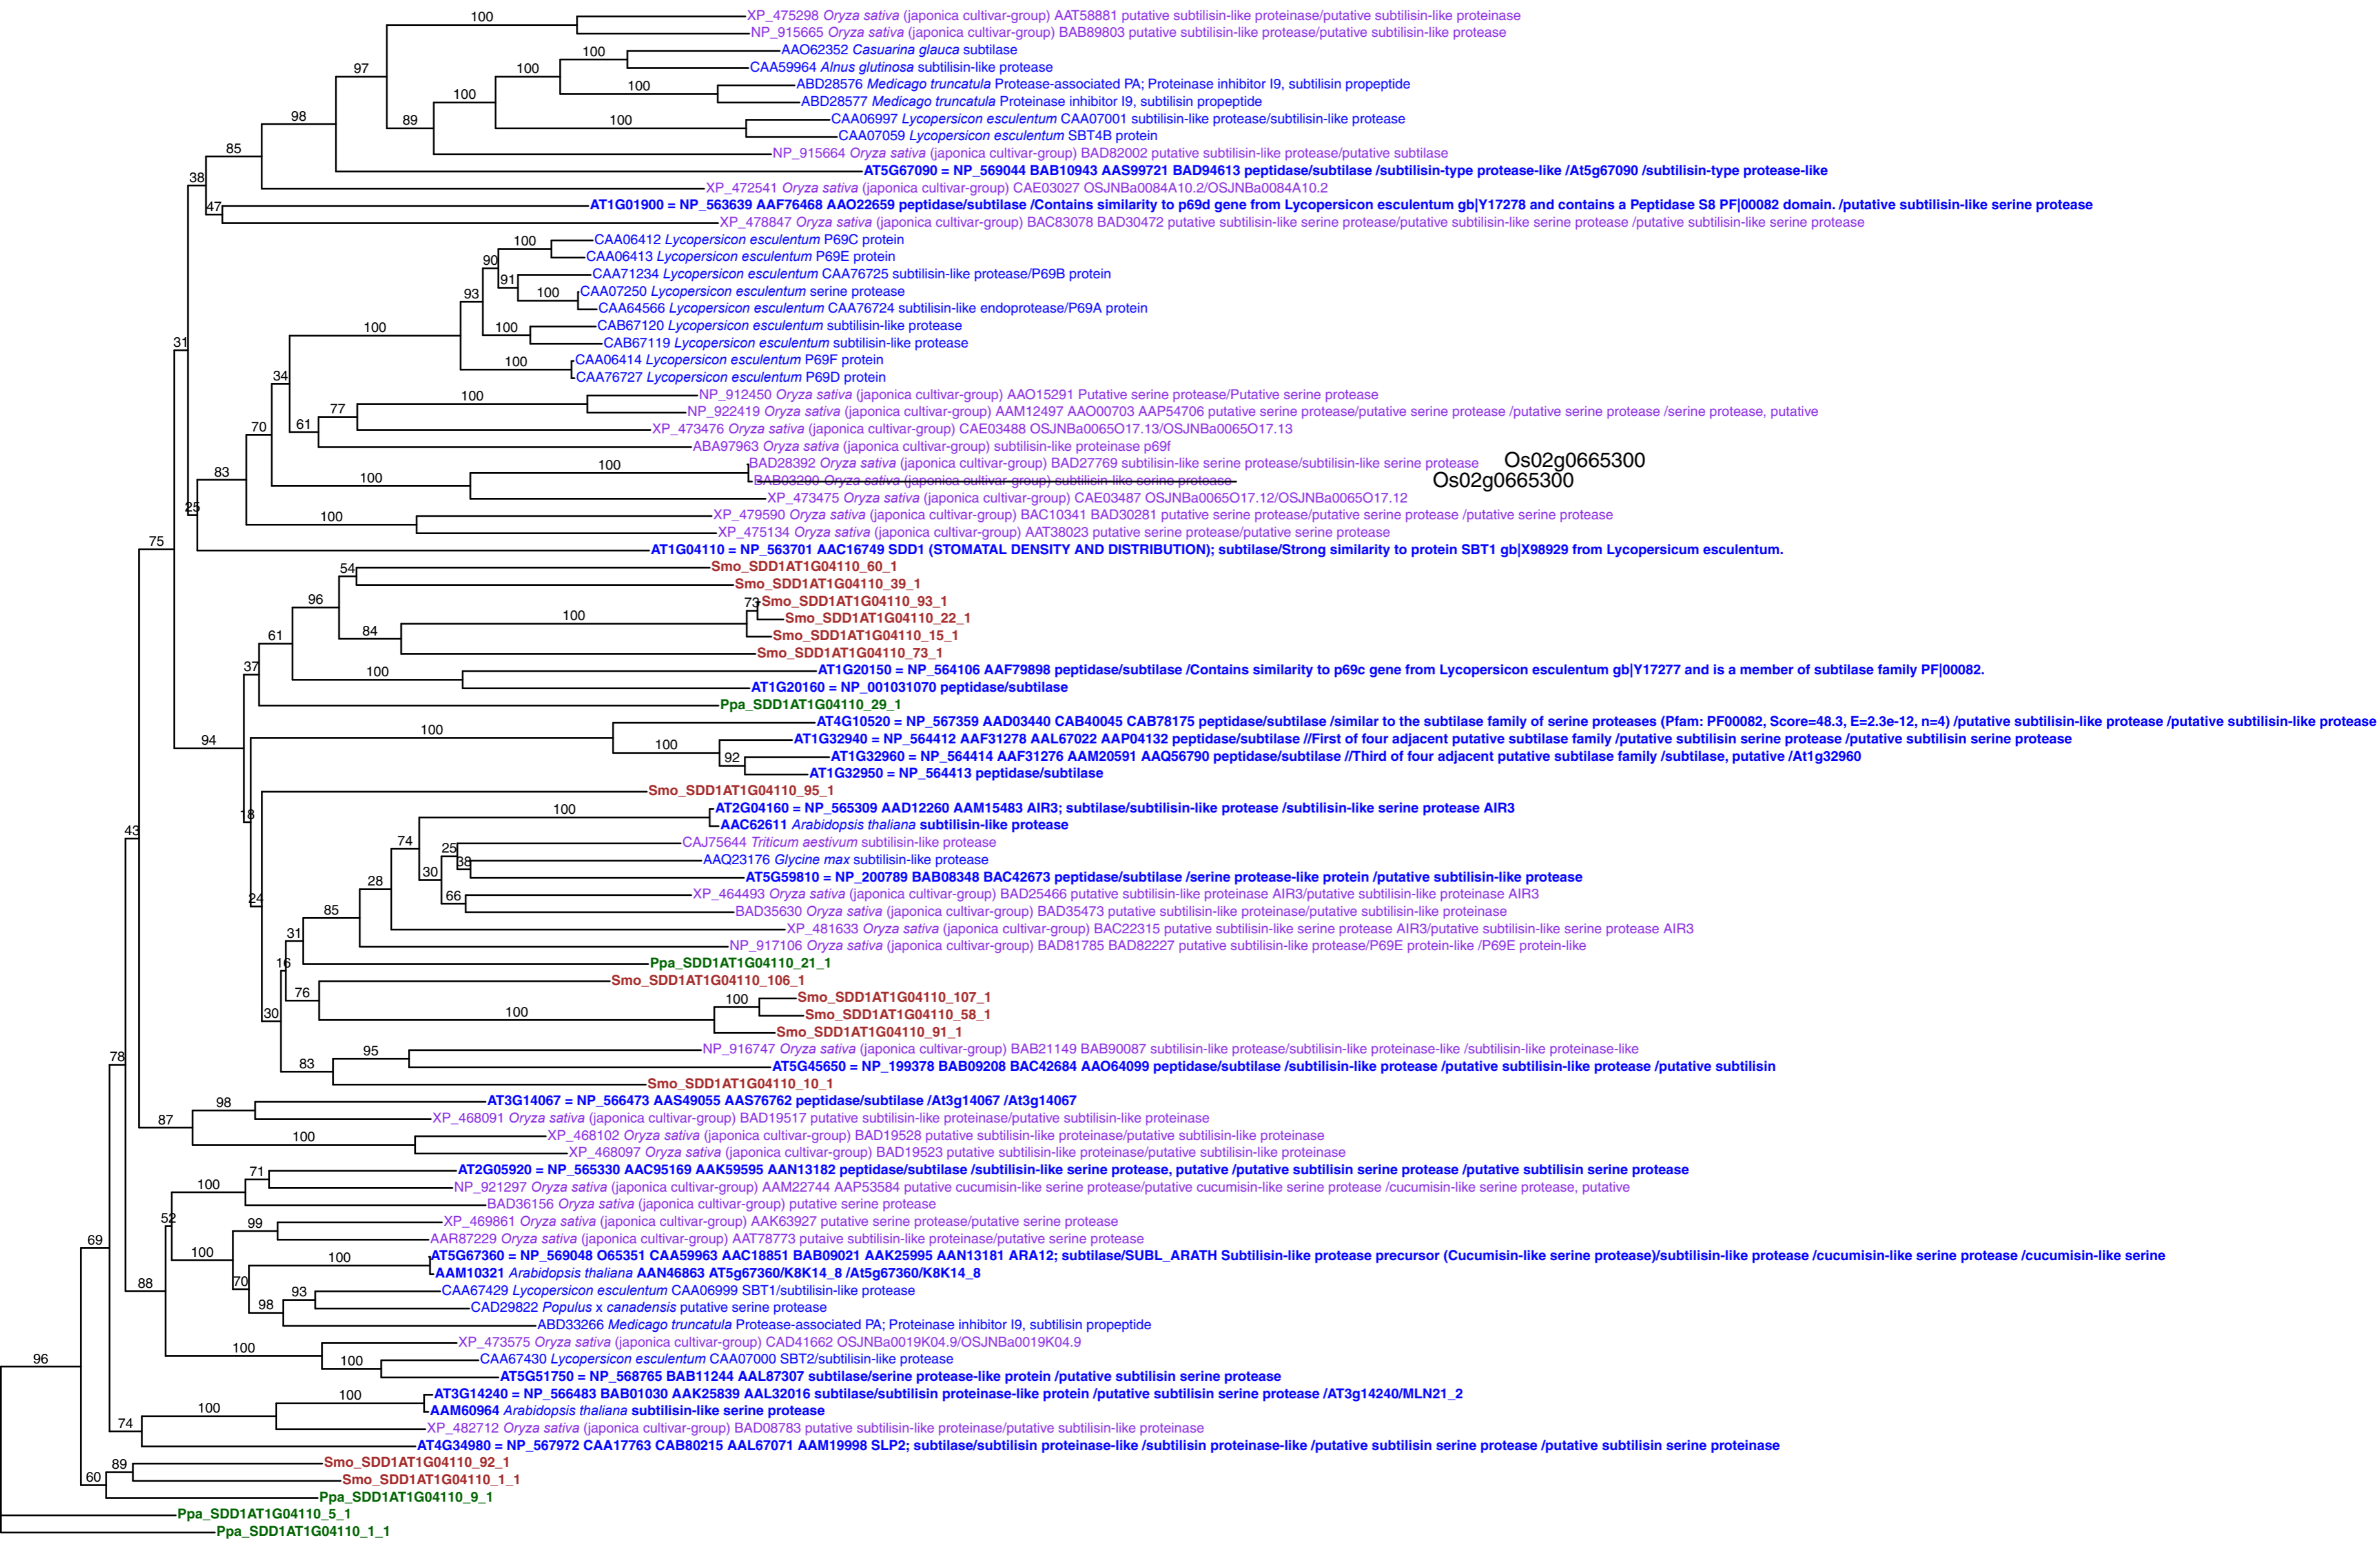 100 XP_475298 Oryza sativa (japonica cultivar-group) AAT58881 putative subtilisin-like proteinase/putative subtilisin-like proteinase
NP_915665 Oryza sativa (japonica cultivar-group) BAB89803 putative subtilisin-like protease/putative subtilisin-like protease
100 AAO62352 Casuarina glauca subtilase
97 100 CAA59964 Alnus glutinosa subtilisin-like protease
100 ABD28576 Medicago truncatula Protease-associated PA; Proteinase inhibitor I9, subtilisin propeptide
100 ABD28577 Medicago truncatula Proteinase inhibitor I9, subtilisin propeptide
98 89 100 CAA06997 Lycopersicon esculentum CAA07001 subtilisin-like protease/subtilisin-like protease
CAA07059 Lycopersicon esculentum SBT4B protein
85 NP_915664 Oryza sativa (japonica cultivar-group) BAD82002 putative subtilisin-like protease/putative subtilase
AT5G67090 = NP_569044 BAB10943 AAS99721 BAD94613 peptidase/subtilase /subtilisin-type protease-like /At5g67090 /subtilisin-type protease-like
38 XP_472541 Oryza sativa (japonica cultivar-group) CAE03027 OSJNBa0084A10.2/OSJNBa0084A10.2
47 AT1G01900 = NP_563639 AAF76468 AAO22659 peptidase/subtilase /Contains similarity to p69d gene from Lycopersicon esculentum gb|Y17278 and contains a Peptidase S8 PF|00082 domain. /putative subtilisin-like serine protease
XP_478847 Oryza sativa (japonica cultivar-group) BAC83078 BAD30472 putative subtilisin-like serine protease/putative subtilisin-like serine protease /putative subtilisin-like serine protease
100 CAA06412 Lycopersicon esculentum P69C protein
90 CAA06413 Lycopersicon esculentum P69E protein
91 CAA71234 Lycopersicon esculentum CAA76725 subtilisin-like protease/P69B protein
93 100 CAA07250 Lycopersicon esculentum serine protease
CAA64566 Lycopersicon esculentum CAA76724 subtilisin-like endoprotease/P69A protein
100 100 CAB67120 Lycopersicon esculentum subtilisin-like protease
31 CAB67119 Lycopersicon esculentum subtilisin-like protease
100 CAA06414 Lycopersicon esculentum P69F protein
34 CAA76727 Lycopersicon esculentum P69D protein
100 NP_912450 Oryza sativa (japonica cultivar-group) AAO15291 Putative serine protease/Putative serine protease
77 NP_922419 Oryza sativa (japonica cultivar-group) AAM12497 AAO00703 AAP54706 putative serine protease/putative serine protease /putative serine protease /serine protease, putative
70 61 XP_473476 Oryza sativa (japonica cultivar-group) CAE03488 OSJNBa0065O17.13/OSJNBa0065O17.13
ABA97963 Oryza sativa (japonica cultivar-group) subtilisin-like proteinase p69f
83 100 BAD28392 Oryza sativa (japonica cultivar-group) BAD27769 subtilisin-like serine protease/subtilisin-like serine protease Os02g0665300
100 BAB03290 Oryza sativa (japonica cultivar-group) subtilisin-like serine protease Os02g0665300
XP_473475 Oryza sativa (japonica cultivar-group) CAE03487 OSJNBa0065O17.12/OSJNBa0065O17.12
25 100 XP_479590 Oryza sativa (japonica cultivar-group) BAC10341 BAD30281 putative serine protease/putative serine protease /putative serine protease
XP_475134 Oryza sativa (japonica cultivar-group) AAT38023 putative serine protease/putative serine protease
75 AT1G04110 = NP_563701 AAC16749 SDD1 (STOMATAL DENSITY AND DISTRIBUTION); subtilase/Strong similarity to protein SBT1 gb|X98929 from Lycopersicum esculentum.
54 Smo_SDD1AT1G04110_60_1
Smo_SDD1AT1G04110_39_1
96 73 Smo_SDD1AT1G04110_93_1
100 Smo_SDD1AT1G04110_22_1
61 84 Smo_SDD1AT1G04110_15_1
Smo_SDD1AT1G04110_73_1
37 100 AT1G20150 = NP_564106 AAF79898 peptidase/subtilase /Contains similarity to p69c gene from Lycopersicon esculentum gb|Y17277 and is a member of subtilase family PF|00082.
AT1G20160 = NP_001031070 peptidase/subtilase
Ppa_SDD1AT1G04110_29_1
100 AT4G10520 = NP_567359 AAD03440 CAB40045 CAB78175 peptidase/subtilase /similar to the subtilase family of serine proteases (Pfam: PF00082, Score=48.3, E=2.3e-12, n=4) /putative subtilisin-like protease /putative subtilisin-like protease
94 100 AT1G32940 = NP_564412 AAF31278 AAL67022 AAP04132 peptidase/subtilase //First of four adjacent putative subtilase family /putative subtilisin serine protease /putative subtilisin serine protease
92 AT1G32960 = NP_564414 AAF31276 AAM20591 AAQ56790 peptidase/subtilase //Third of four adjacent putative subtilase family /subtilase, putative /At1g32960
AT1G32950 = NP_564413 peptidase/subtilase
Smo_SDD1AT1G04110_95_1
18 100 AT2G04160 = NP_565309 AAD12260 AAM15483 AIR3; subtilase/subtilisin-like protease /subtilisin-like serine protease AIR3
43 AAC62611 Arabidopsis thaliana subtilisin-like protease
74 25 CAJ75644 Triticum aestivum subtilisin-like protease
38 AAQ23176 Glycine max subtilisin-like protease
28 30 AT5G59810 = NP_200789 BAB08348 BAC42673 peptidase/subtilase /serine protease-like protein /putative subtilisin-like protease
24 66 XP_464493 Oryza sativa (japonica cultivar-group) BAD25466 putative subtilisin-like proteinase AIR3/putative subtilisin-like proteinase AIR3
85 BAD35630 Oryza sativa (japonica cultivar-group) BAD35473 putative subtilisin-like proteinase/putative subtilisin-like proteinase
31 XP_481633 Oryza sativa (japonica cultivar-group) BAC22315 putative subtilisin-like serine protease AIR3/putative subtilisin-like serine protease AIR3
NP_917106 Oryza sativa (japonica cultivar-group) BAD81785 BAD82227 putative subtilisin-like protease/P69E protein-like /P69E protein-like
16 Ppa_SDD1AT1G04110_21_1
76 Smo_SDD1AT1G04110_106_1
100 Smo_SDD1AT1G04110_107_1
30 100 Smo_SDD1AT1G04110_58_1
Smo_SDD1AT1G04110_91_1
78 95 NP_916747 Oryza sativa (japonica cultivar-group) BAB21149 BAB90087 subtilisin-like protease/subtilisin-like proteinase-like /subtilisin-like proteinase-like
83 AT5G45650 = NP_199378 BAB09208 BAC42684 AAO64099 peptidase/subtilase /subtilisin-like protease /putative subtilisin-like protease /putative subtilisin
Smo_SDD1AT1G04110_10_1
98 AT3G14067 = NP_566473 AAS49055 AAS76762 peptidase/subtilase /At3g14067 /At3g14067
87 XP_468091 Oryza sativa (japonica cultivar-group) BAD19517 putative subtilisin-like proteinase/putative subtilisin-like proteinase
100 XP_468102 Oryza sativa (japonica cultivar-group) BAD19528 putative subtilisin-like proteinase/putative subtilisin-like proteinase
XP_468097 Oryza sativa (japonica cultivar-group) BAD19523 putative subtilisin-like proteinase/putative subtilisin-like proteinase
71 AT2G05920 = NP_565330 AAC95169 AAK59595 AAN13182 peptidase/subtilase /subtilisin-like serine protease, putative /putative subtilisin serine protease /putative subtilisin serine protease
100 NP_921297 Oryza sativa (japonica cultivar-group) AAM22744 AAP53584 putative cucumisin-like serine protease/putative cucumisin-like serine protease /cucumisin-like serine protease, putative
BAD36156 Oryza sativa (japonica cultivar-group) putative serine protease
52 99 XP_469861 Oryza sativa (japonica cultivar-group) AAK63927 putative serine protease/putative serine protease
69 AAR87229 Oryza sativa (japonica cultivar-group) AAT78773 putaive subtilisin-like proteinase/putative serine protease
100 100 AT5G67360 = NP_569048 O65351 CAA59963 AAC18851 BAB09021 AAK25995 AAN13181 ARA12; subtilase/SUBL_ARATH Subtilisin-like protease precursor (Cucumisin-like serine protease)/subtilisin-like protease /cucumisin-like serine protease /cucumisin-like serine
70 AAM10321 Arabidopsis thaliana AAN46863 AT5g67360/K8K14_8 /At5g67360/K8K14_8
88 93 CAA67429 Lycopersicon esculentum CAA06999 SBT1/subtilisin-like protease
98 CAD29822 Populus x canadensis putative serine protease
ABD33266 Medicago truncatula Protease-associated PA; Proteinase inhibitor I9, subtilisin propeptide
100 XP_473575 Oryza sativa (japonica cultivar-group) CAD41662 OSJNBa0019K04.9/OSJNBa0019K04.9
96 100 CAA67430 Lycopersicon esculentum CAA07000 SBT2/subtilisin-like protease
AT5G51750 = NP_568765 BAB11244 AAL87307 subtilase/serine protease-like protein /putative subtilisin serine protease
100 AT3G14240 = NP_566483 BAB01030 AAK25839 AAL32016 subtilase/subtilisin proteinase-like protein /putative subtilisin serine protease /AT3g14240/MLN21_2
100 AAM60964 Arabidopsis thaliana subtilisin-like serine protease
74 XP_482712 Oryza sativa (japonica cultivar-group) BAD08783 putative subtilisin-like proteinase/putative subtilisin-like proteinase
AT4G34980 = NP_567972 CAA17763 CAB80215 AAL67071 AAM19998 SLP2; subtilase/subtilisin proteinase-like /subtilisin proteinase-like /putative subtilisin serine protease /putative subtilisin serine proteinase
89 Smo_SDD1AT1G04110_92_1
60 Smo_SDD1AT1G04110_1_1
Ppa_SDD1AT1G04110_9_1
Ppa_SDD1AT1G04110_5_1
Ppa_SDD1AT1G04110_1_1